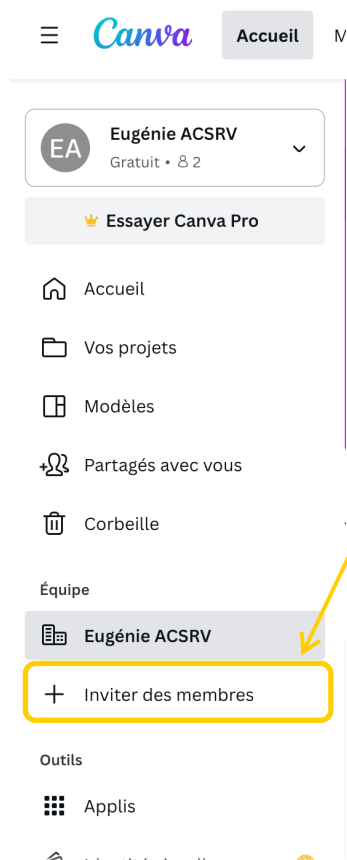 Canva
Accueil
EA
Eugénie ACSRV
Gratuit • 2
Essayer Canva Pro
Accueil
Vos projets
Modèles
Partagés avec vous
Corbeille
Équipe
Eugénie ACSRV
Inviter des membres
Outils
Applis